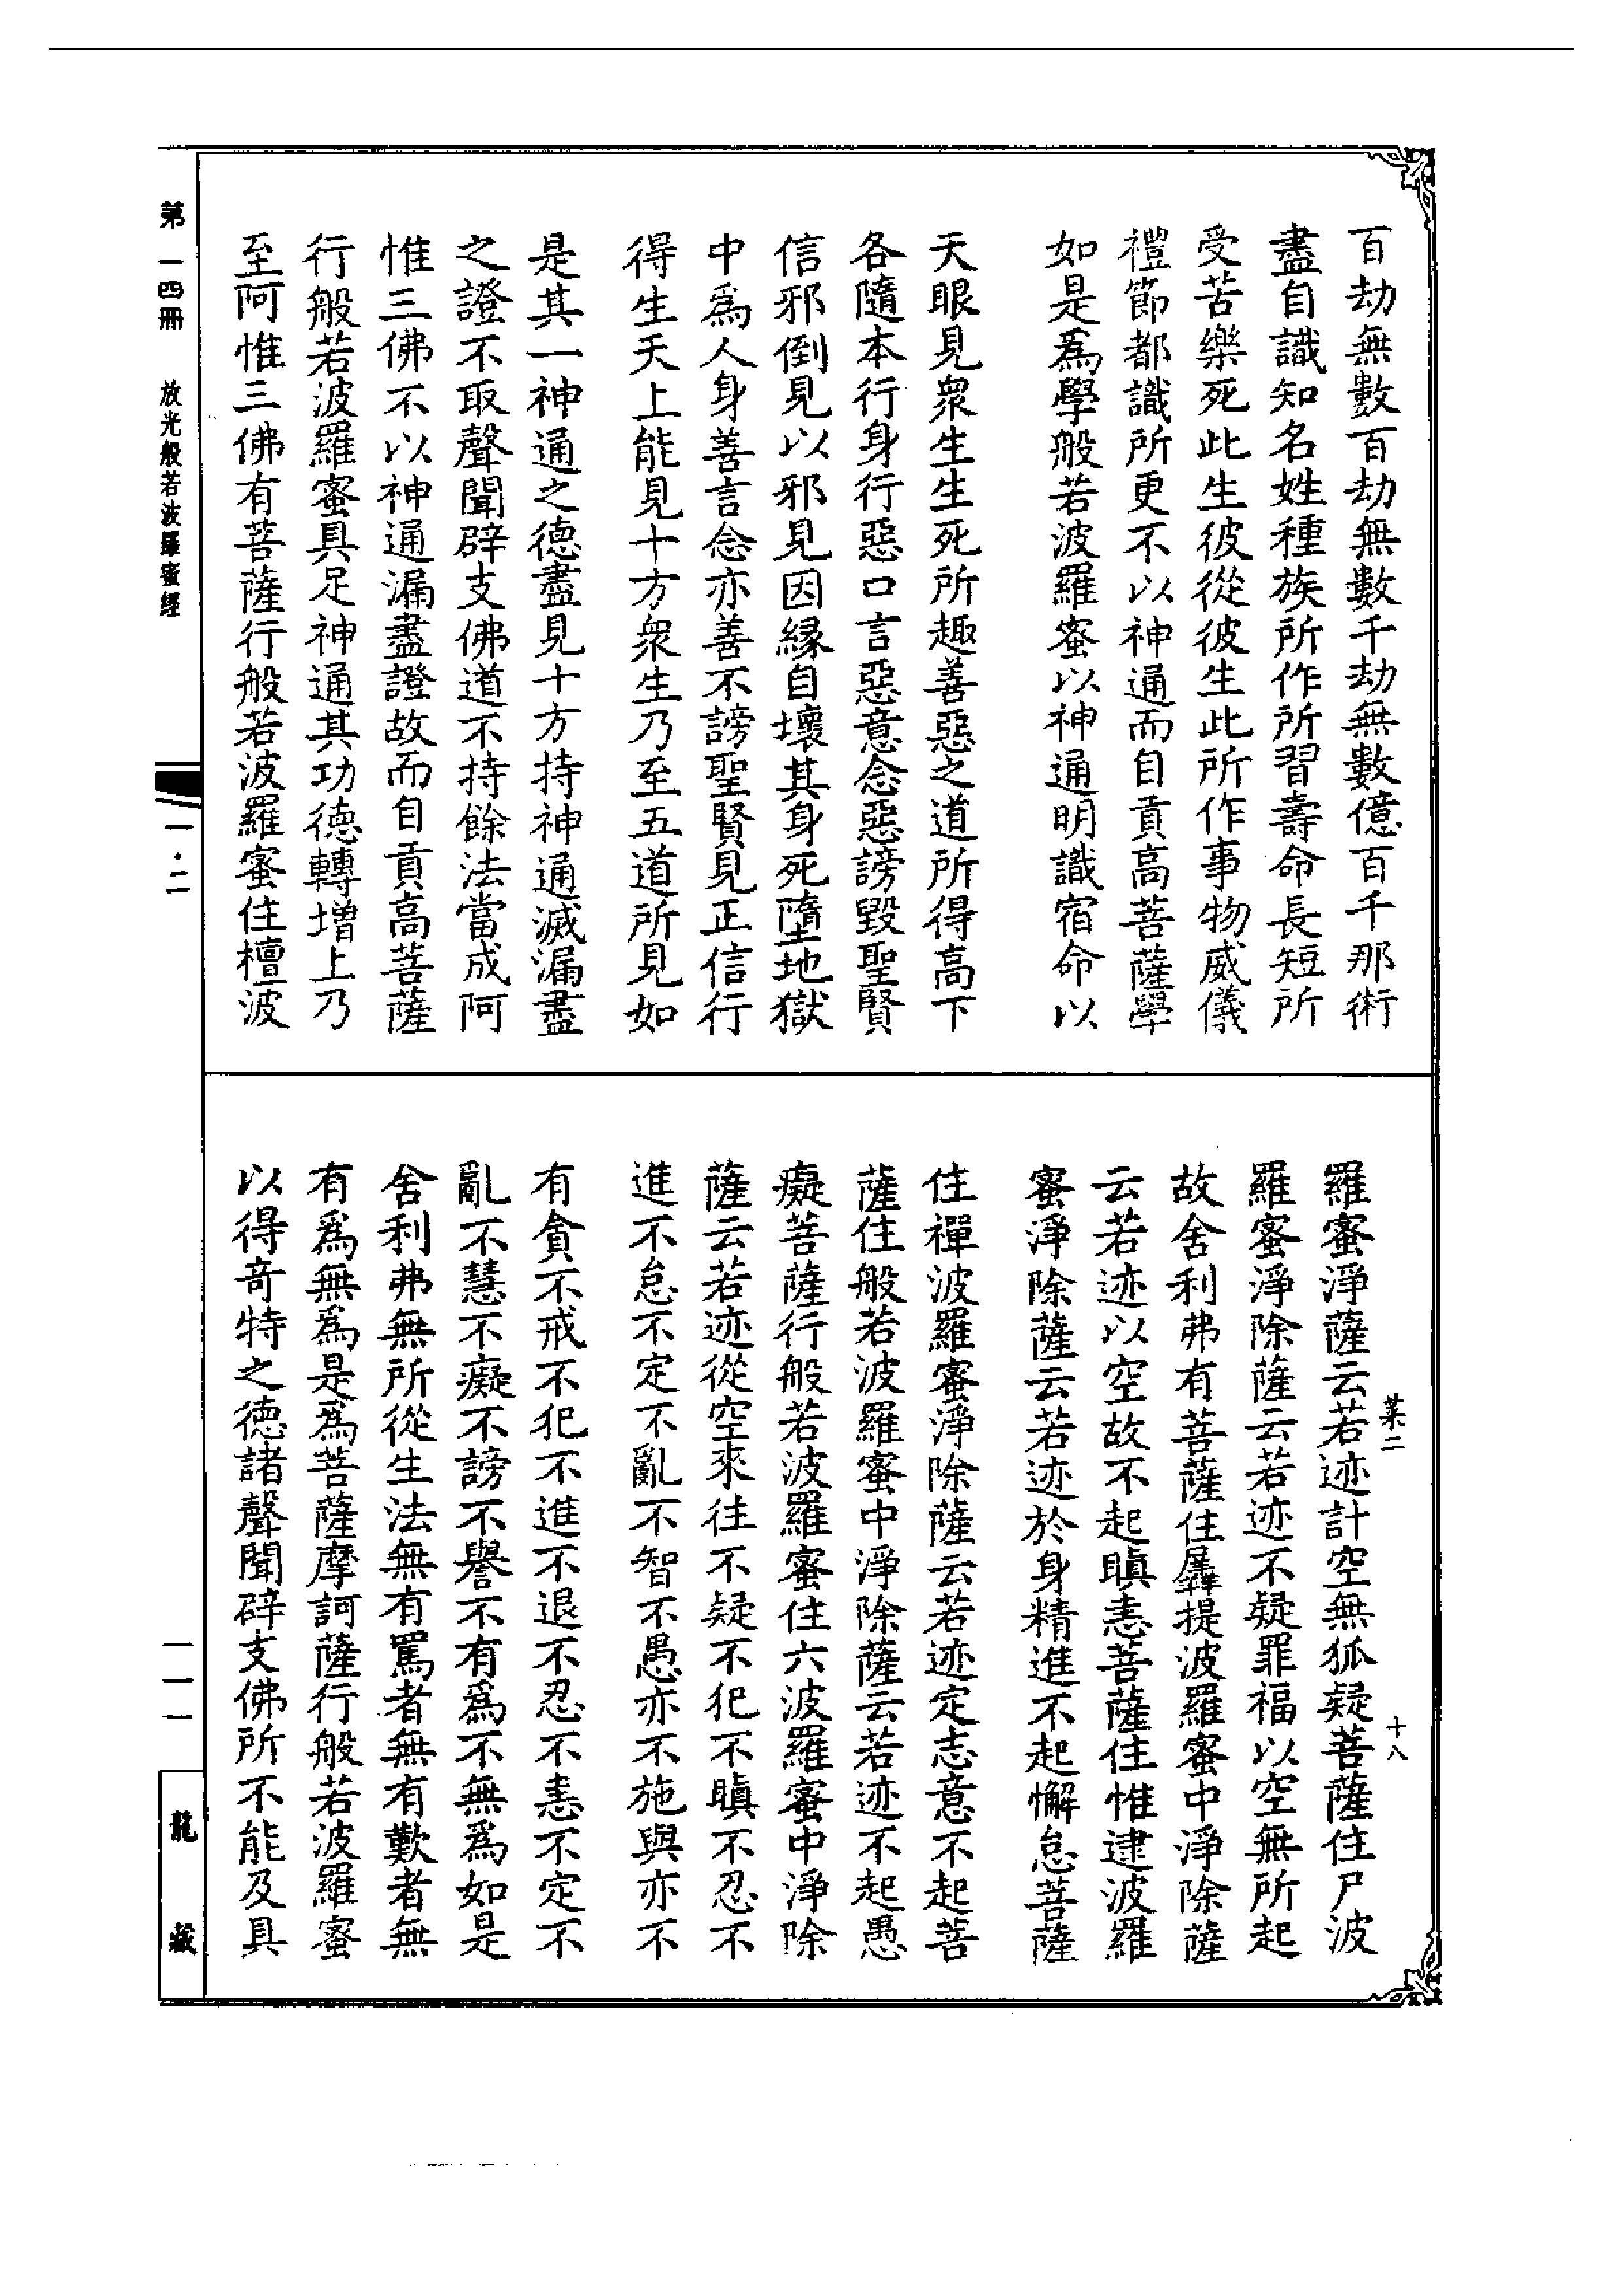 百劫無數百劫無數千劫無數億百千那術
盡自識知名姓種族所作所習壽命長短所
受苦樂死此生彼從彼生此所作事物威儀
禮節都識所更不以神通而自貢高菩薩學
如是爲學般若波羅蜜以神通明識宿命以
天眼見衆生生死所趣善惡之道所得高下
各隨本行身行惡口言惡意念惡謗毀聖賢
信邪倒見以邪見因緣自壞其身死墮地獄
中爲人身善言念亦善不謗聖賢見正信行
得生天上能見十方衆生乃至五道所見如
是其一神通之德盡見十方持神通滅漏盡
之證不取聲聞辟支佛道不持餘法當成阿
惟三佛不以神通漏盡證故而自貢高菩薩
行般若波羅蜜具足神通其功德轉增上乃
至阿惟三佛有菩薩行般若波羅蜜住檀波
羅蜜淨薩云若迹計空無狐疑菩薩住尸波
羅蜜淨除薩云若迹不疑罪福以空無所起
故舍利弗有菩薩住羼提波羅蜜中淨除薩
云若迹以空故不起瞋恚菩薩住惟逮波羅
蜜淨除薩云若迹於身精進不起懈怠菩薩
住禪波羅蜜淨除薩云若迹定志意不起菩
薩住般若波羅蜜中淨除薩云若迹不起愚
癡菩薩行般若波羅蜜住六波羅蜜中淨除
薩云若迹從空來往不疑不犯不瞋不忍不
進不怠不定不亂不智不愚亦不施與亦不
有貪不戒不犯不進不退不忍不恚不定不
亂不慧不癡不謗不譽不有爲不無爲如是
舍利弗無所從生法無有罵者無有歎者無
有爲無爲是爲菩薩摩訶薩行般若波羅蜜
以得奇特之德諸聲聞辟支佛所不能及具
菜二
十八
第一四冊
放光般若波羅蜜經
一·二
一一一
龍藏